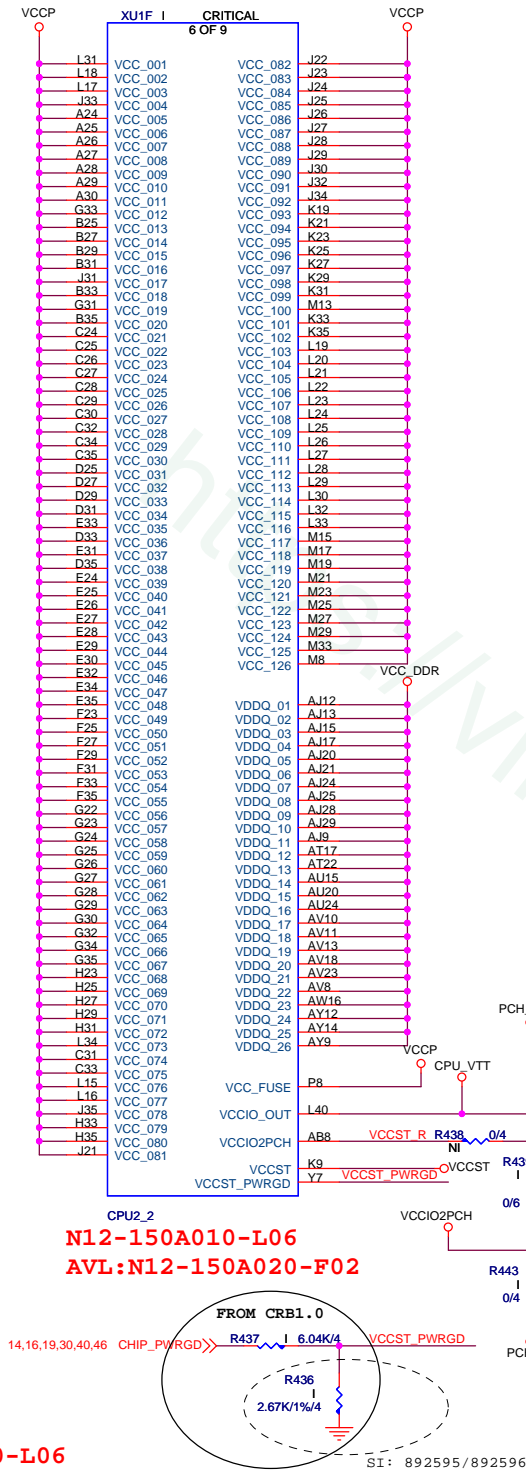 VCCP XU1F I CRITICAL VCCP
6 OF 9
L31 VCC_001 VCC_082 J22
L18 VCC_002 VCC_083 J23
L17 VCC_003 VCC_084 J24
J33 VCC_004 VCC_085 J25
A24 VCC_005 VCC_086 J26
A25 VCC_006 VCC_087 J27
A26 VCC_007 VCC_088 J28
A27 VCC_008 VCC_089 J29
A28 VCC_009 VCC_090 J30
A29 VCC_010 VCC_091 J32
A30 VCC_011 VCC_092 J34
G33 VCC_012 VCC_093 K19
B25 VCC_013 VCC_094 K21
B27 VCC_014 VCC_095 K23
B29 VCC_015 VCC_096 K25
B31 VCC_016 VCC_097 K27
J31 VCC_017 VCC_098 K29
B33 VCC_018 VCC_099 K31
G31 VCC_019 VCC_100 M13
B35 VCC_020 VCC_101 K33
C24 VCC_021 VCC_102 K35
C25 VCC_022 VCC_103 L19
C26 VCC_023 VCC_104 L20
C27 VCC_024 VCC_105 L21
C28 VCC_025 VCC_106 L22
C29 VCC_026 VCC_107 L23
C30 VCC_027 VCC_108 L24
C32 VCC_028 VCC_109 L25
C34 VCC_029 VCC_110 L26
C35 VCC_030 VCC_111 L27
D25 VCC_031 VCC_112 L28
D27 VCC_032 VCC_113 L29
D29 VCC_033 VCC_114 L30
D31 VCC_034 VCC_115 L32
E33 VCC_035 VCC_116 L33
D33 VCC_036 VCC_117 M15
E31 VCC_037 VCC_118 M17
D35 VCC_038 VCC_119 M19
E24 VCC_039 VCC_120 M21
E25 VCC_040 VCC_121 M23
E26 VCC_041 VCC_122 M25
E27 VCC_042 VCC_123 M27
E28 VCC_043 VCC_124 M29
E29 VCC_044 VCC_125 M33
E30 VCC_045 VCC_126 M8
E32 VCC_046 VCC_DDR
E34 VCC_047
E35 VCC_048 VDDQ_01 AJ12
F23 VCC_049 VDDQ_02 AJ13
F25 VCC_050 VDDQ_03 AJ15
F27 VCC_051 VDDQ_04 AJ17
F29 VCC_052 VDDQ_05 AJ20
F31 VCC_053 VDDQ_06 AJ21
F33 VCC_054 VDDQ_07 AJ24
F35 VCC_055 VDDQ_08 AJ25
G22 VCC_056 VDDQ_09 AJ28
G23 VCC_057 VDDQ_10 AJ29
G24 VCC_058 VDDQ_11 AJ9
G25 VCC_059 VDDQ_12 AT17
G26 VCC_060 VDDQ_13 AT22
G27 VCC_061 VDDQ_14 AU15
G28 VCC_062 VDDQ_15 AU20
G29 VCC_063 VDDQ_16 AU24
G30 VCC_064 VDDQ_17 AV10
G32 VCC_065 VDDQ_18 AV11
G34 VCC_066 VDDQ_19 AV13
G35 VCC_067 VDDQ_20 AV18
H23 VCC_068 VDDQ_21 AV23
H25 VCC_069 VDDQ_22 AV8
H27 VCC_070 VDDQ_23 AW16 PCH_
H29 VCC_071 VDDQ_24 AY12
H31 VCC_072 VDDQ_25 AY14
L34 VCC_073 VDDQ_26 AY9
C31 VCC_074 VCCP
C33 VCC_075 CPU_VTT
L15 VCC_076 VCC_FUSE P8
L16 VCC_077
J35 VCC_078 VCCIO_OUT L40
H33 VCC_079
H35 VCC_080 VCCIO2PCH AB8 VCCST_R R438 0/4
NI
J21 VCC_081
VCCST K9 VCCST R43
VCCST_PWRGD Y7 VCCST_PWRGD I
0/6
CPU2_2 VCCIO2PCH
N12-150A010-L06
AVL:N12-150A020-F02
R443
I
0/4
FROM CRB1.0
14,16,19,30,40,46 CHIP_PWRGD R437 I 6.04K/4 VCCST_PWRGD
PC
R436
I
2.67K/1%/4
0-L06
SI: 892595/892596
https://vi